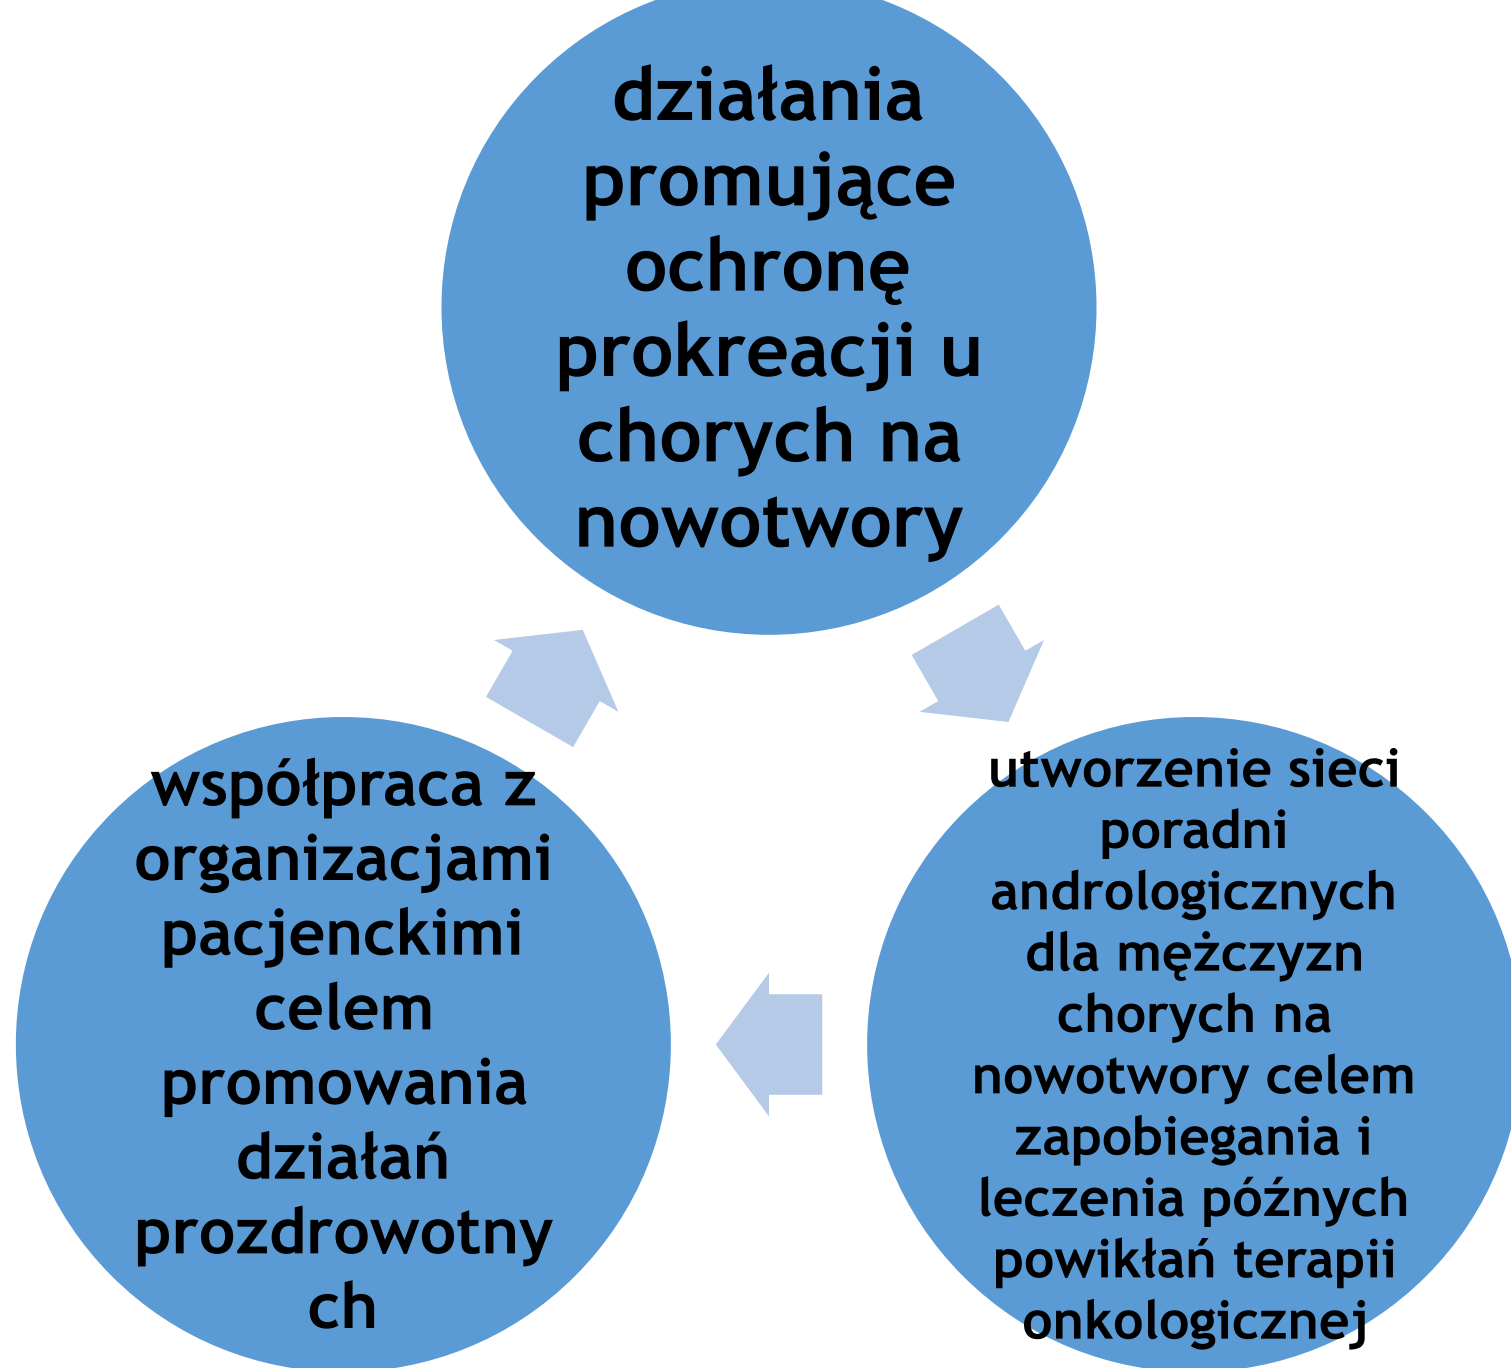 działania
promujące
ochronę
prokreacji u
chorych na
nowotwory
utworzenie sieci
poradni
andrologicznych
dla mężczyzn
chorych na
nowotwory celem
zapobiegania i
leczenia późnych
powikłań terapii
onkologicznej
współpraca z
organizacjami
pacjenckimi
celem
promowania
działań
prozdrowotny
ch